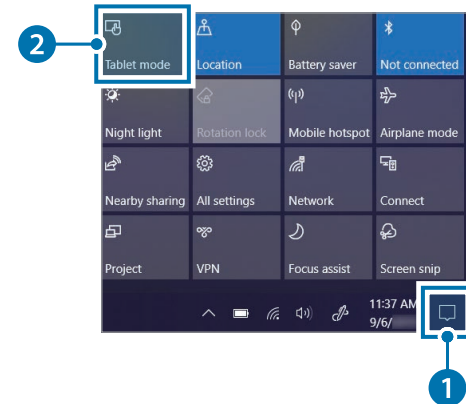 2
Tablet mode
Location
Battery saver
Not connected
Night light
Rotation lock
Mobile hotspot
Airplane mode
Nearby sharing
All settings
Network
Connect
Project
VPN
Focus assist
Screen snip
11:37 AM
9/6/
1